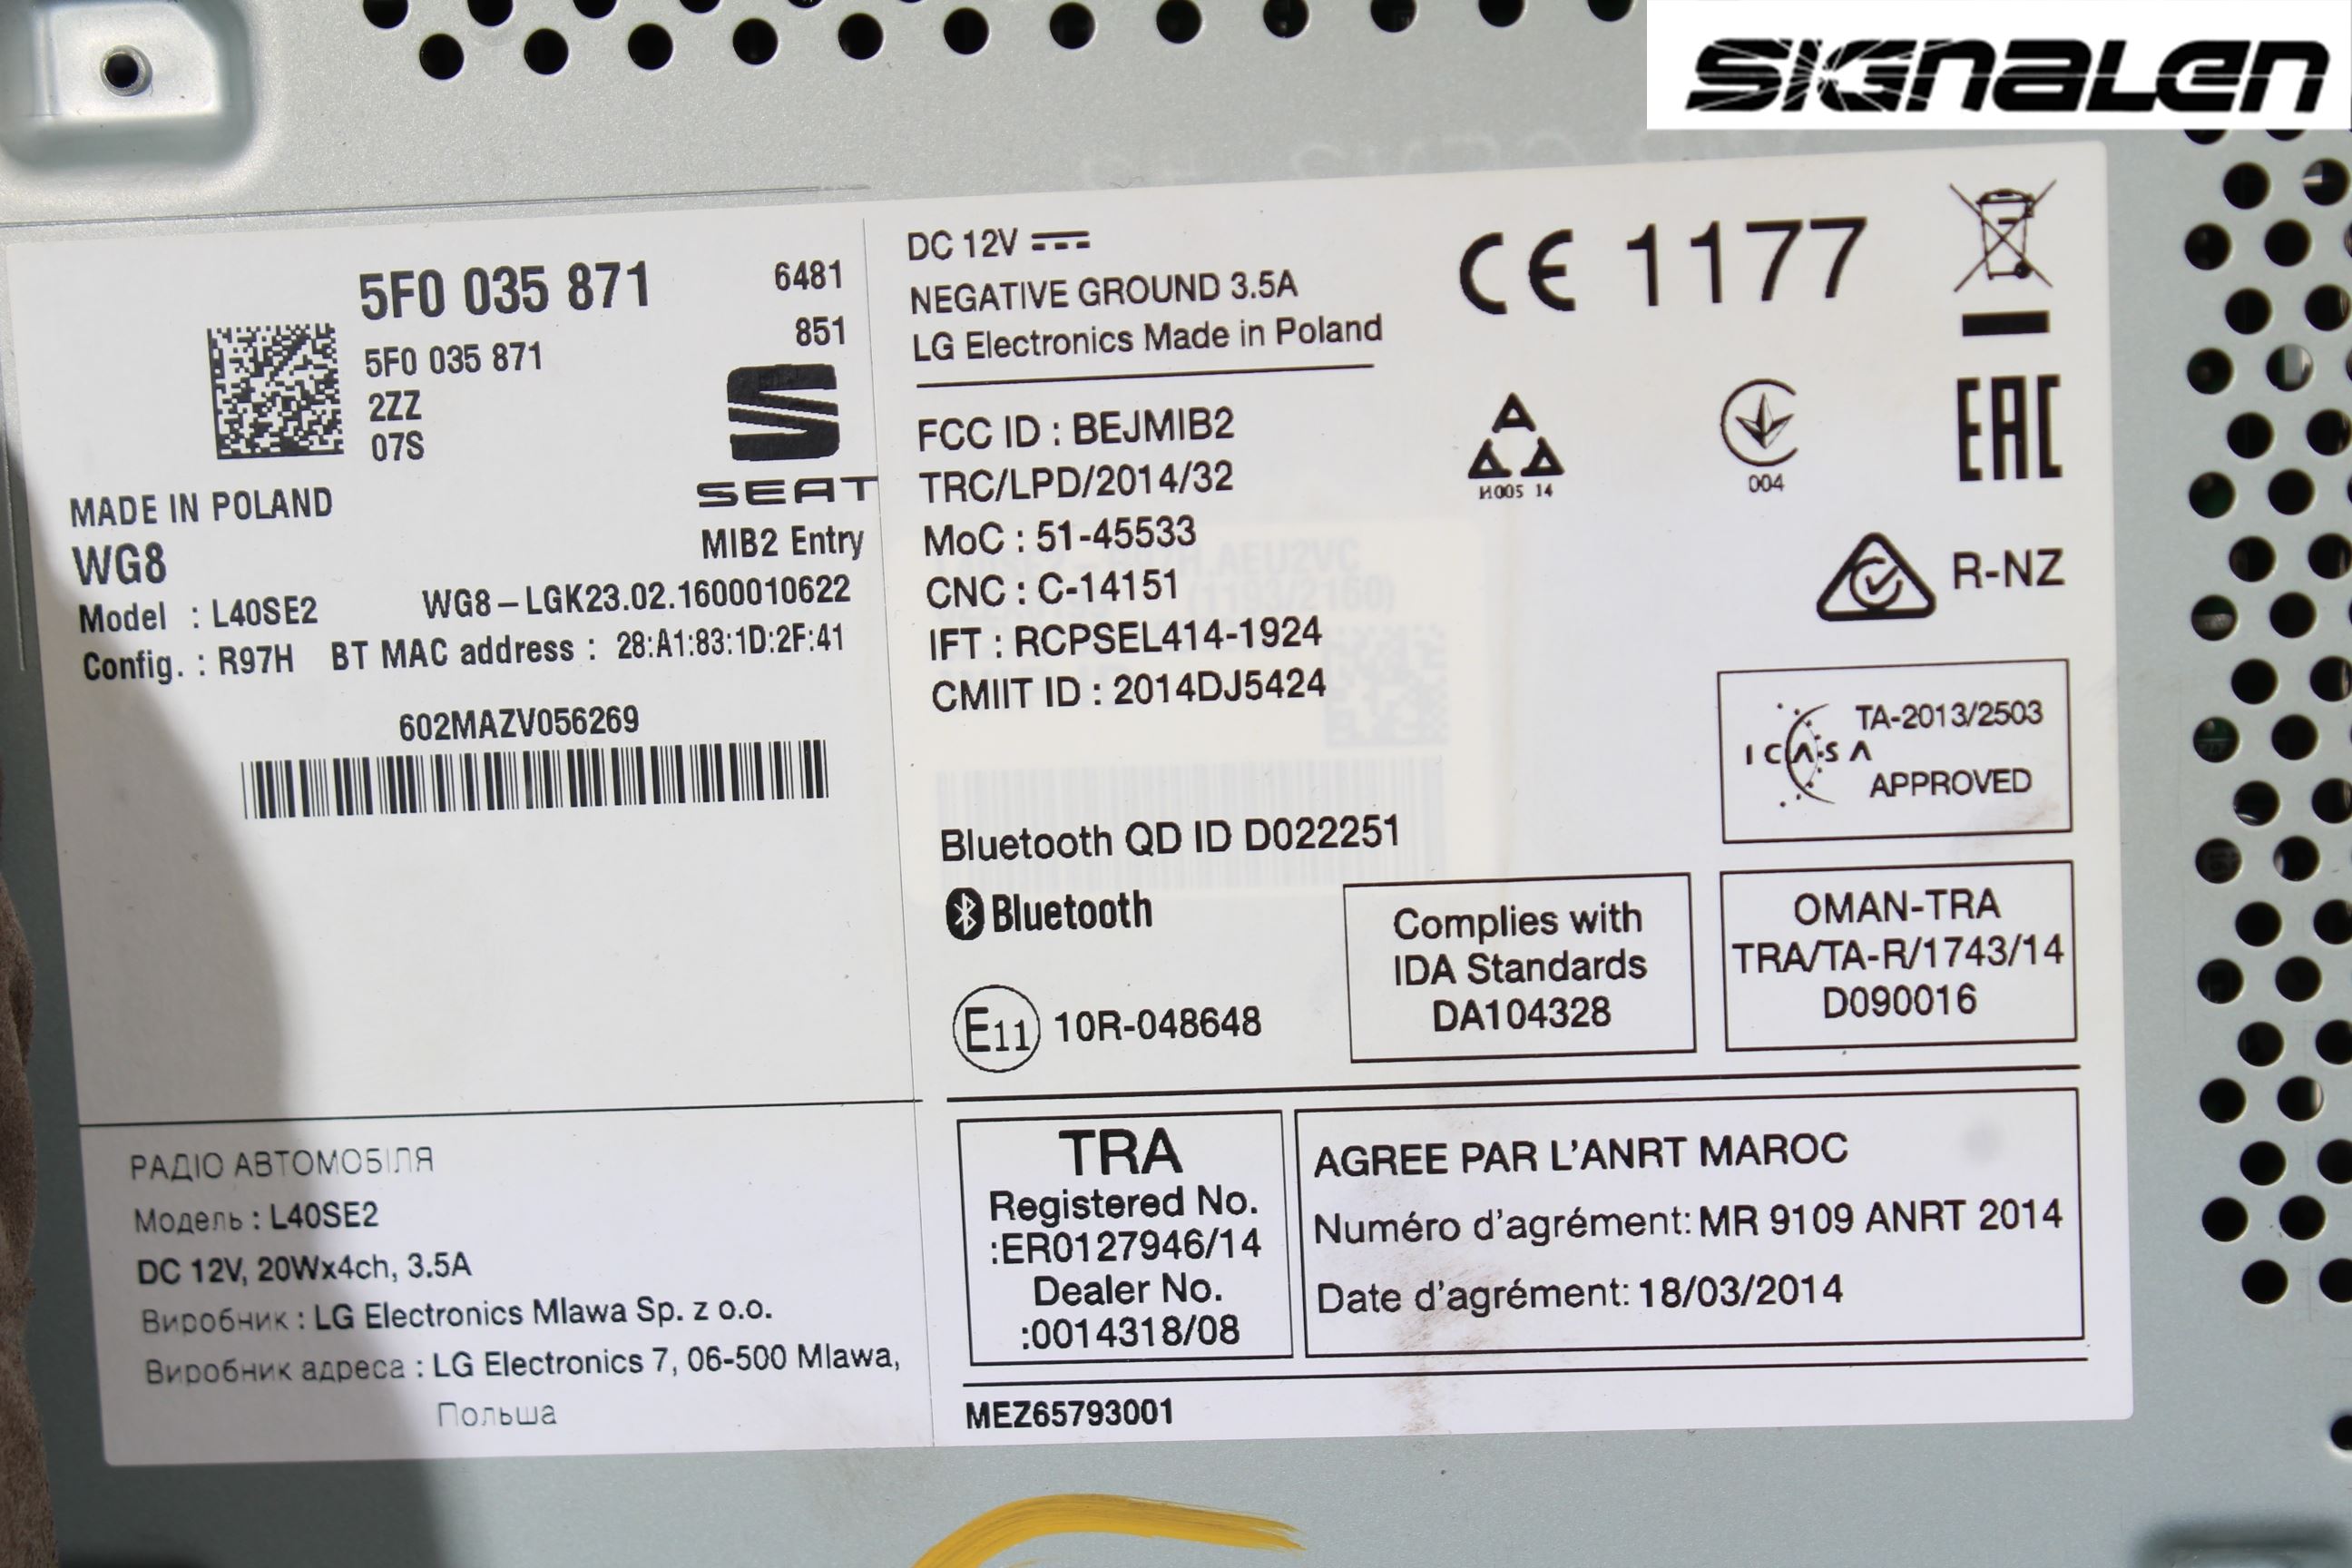 SIGNALEN
5F0 035 871
6481
5F0 035 871
851
2ZZ
07S
SEAT
MADE IN POLAND
MIB2 Entry
WG8
WG8-LGK23.02.1600010622
Model : L40SE2
Config. : R97H BT MAC address : 28:A1:83:1D:2F:41
602MAZV056269
РАДІО АВТОМОБІЛЯ
Модель : L40SE2
DC 12V, 20Wx4ch, 3.5A
Виробник : LG Electronics Mlawa Sp. z o.o.
Виробник адреса : LG Electronics 7, 06-500 Mlawa,
Польша
DC 12V
NEGATIVE GROUND 3.5A
LG Electronics Made in Poland
CE 1177
FCC ID : BEJMIB2
TRC/LPD/2014/32
MoC : 51-45533
CNC : C-14151
IFT : RCPSEL414-1924
CMIIT ID : 2014DJ5424
И005 14
004
EAC
R-NZ
ICASA
TA-2013/2503
APPROVED
Bluetooth QD ID D022251
Bluetooth
E11 10R-048648
Complies with
IDA Standards
DA104328
OMAN-TRA
TRA/TA-R/1743/14
D090016
TRA
Registered No.
:ER0127946/14
Dealer No.
:0014318/08
AGREE PAR L'ANRT MAROC
Numéro d'agrément: MR 9109 ANRT 2014
Date d'agrément: 18/03/2014
MEZ65793001